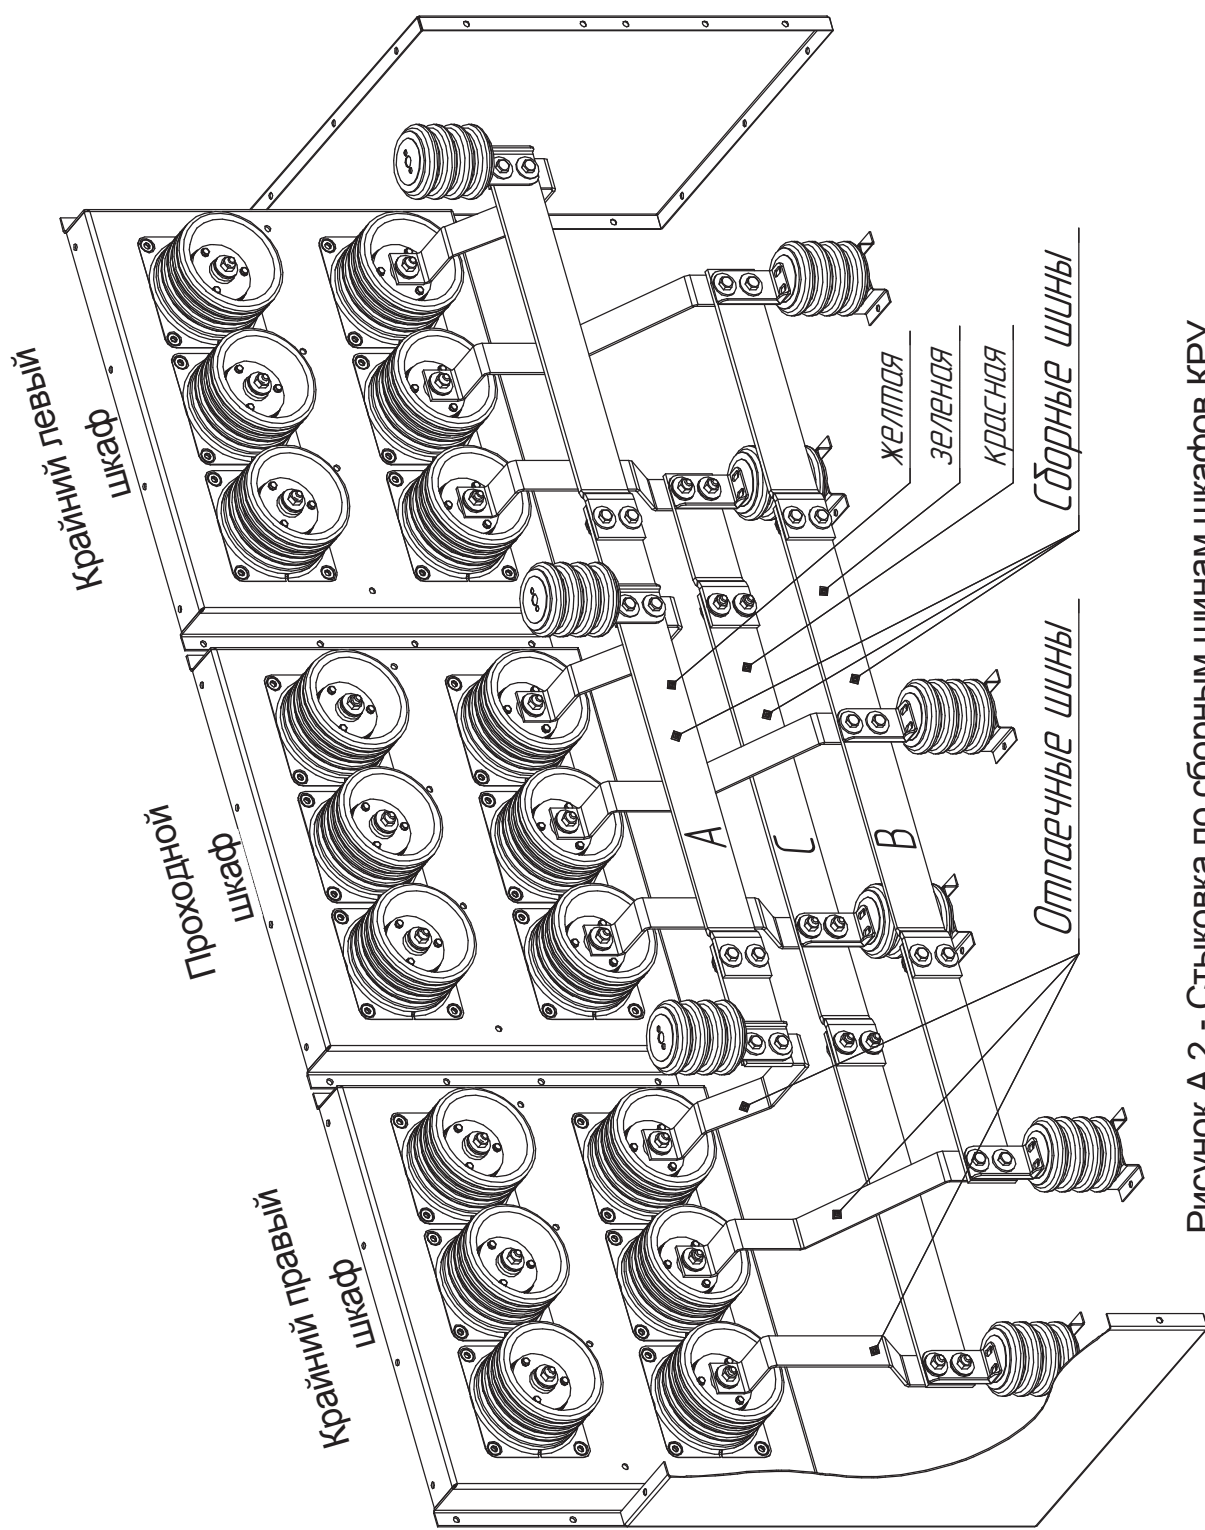 Крайний левый
шкаф
Проходной
шкаф
Крайний правый
шкаф
A
C
B
желтая
зеленая
красная
Сборные шины
Отпаечные шины
Рисунок А.2 - Стыковка по сборным шинам шкафов КРУ